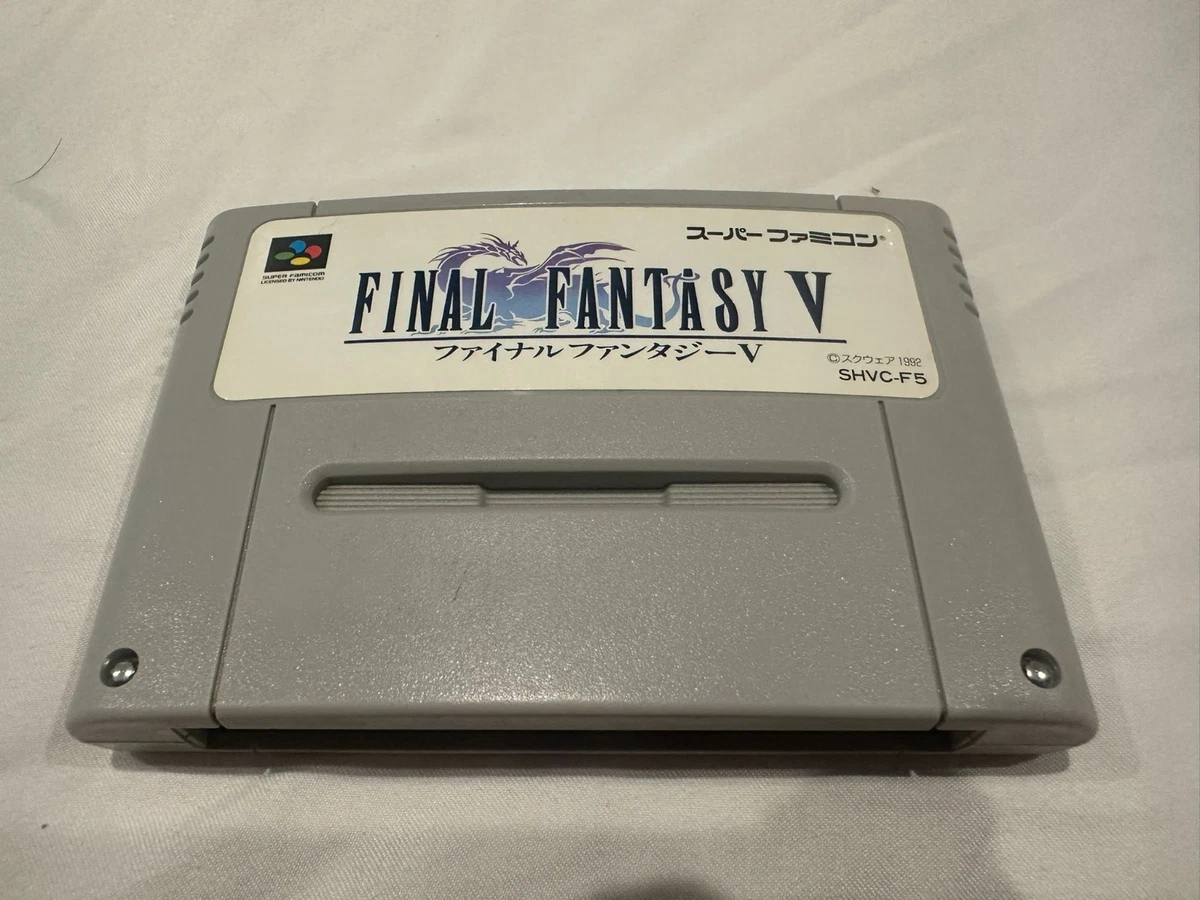 スーパーファミコン®
SUPER FAMICOM
LICENSED BY NINTENDO
FINAL FANTASY V
ファイナルファンタジーV
©スクウェア 1992
SHVC-F5